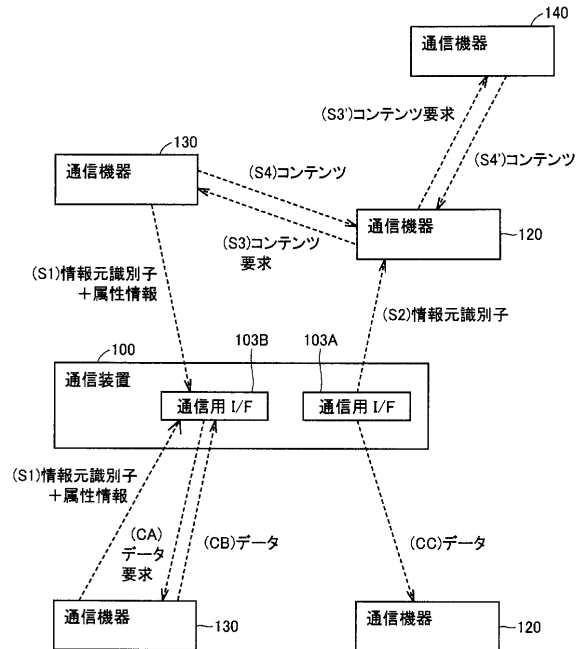 140
通信機器
(S3')コンテンツ要求
130
(S4)コンテンツ
(S4')コンテンツ
通信機器
通信機器
120
(S3)コンテンツ
要求
(S1)情報元識別子
+属性情報
(S2)情報元識別子
100
103B
103A
通信装置
通信用 I/F
通信用 I/F
(S1)情報元識別子
+属性情報
(CA)
データ
要求
(CB)データ
(CC)データ
通信機器
130
通信機器
120